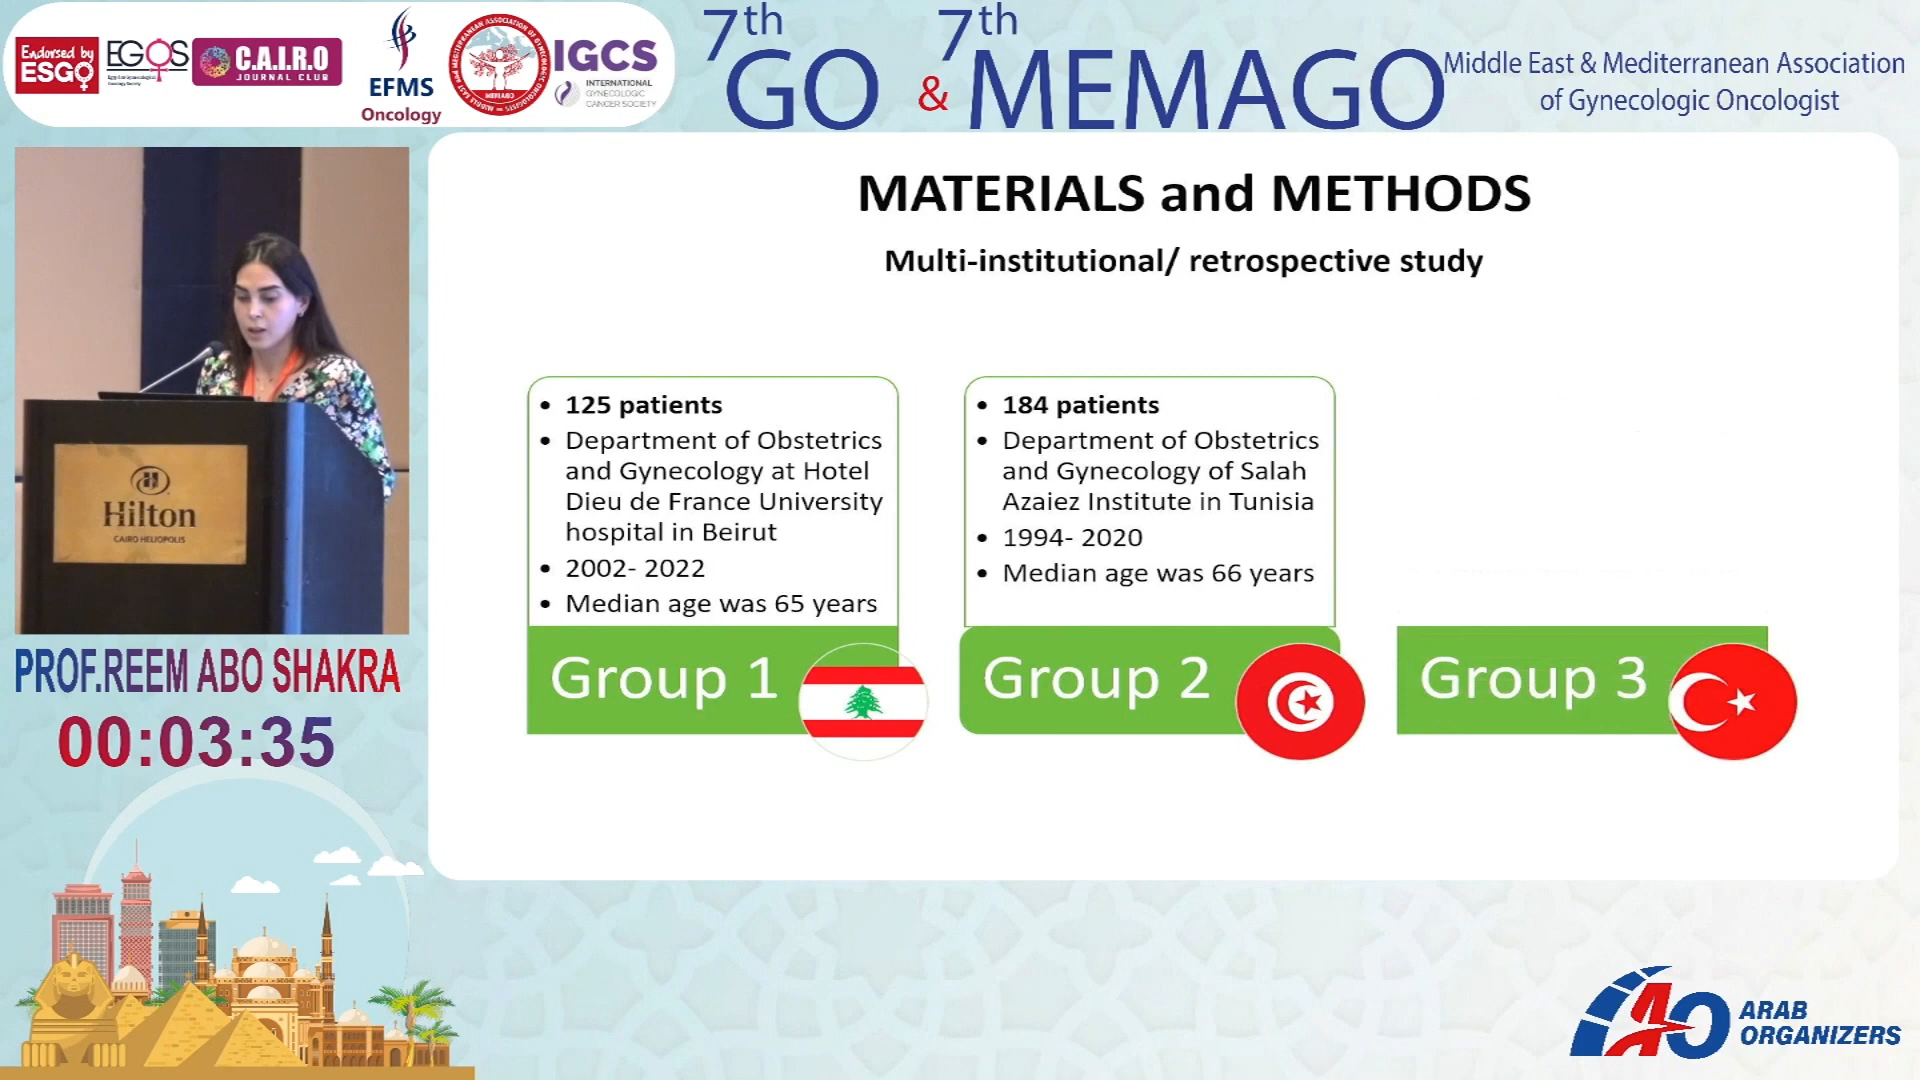 Endorsed by
ESGO
EGOS
C.A.I.R.O
JOURNAL CLUB
EFMS
Oncology
MEMAGO
IGCS
INTERNATIONAL
GYNECOLOGIC
CANCER SOCIETY
7th
GO
&
7th
MEMAGO
Middle East & Mediterranean Association
of Gynecologic Oncologist
MATERIALS and METHODS
Multi-institutional/ retrospective study
• 125 patients
• Department of Obstetrics
and Gynecology at Hotel
Dieu de France University
hospital in Beirut
• 2002- 2022
• Median age was 65 years
Group 1
• 184 patients
• Department of Obstetrics
and Gynecology of Salah
Azaiez Institute in Tunisia
• 1994- 2020
• Median age was 66 years
Group 2
Group 3
Hilton
CAIRO HELIOPOLIS
PROF.REEM ABO SHAKRA
00:03:35
AO
ARAB
ORGANIZERS